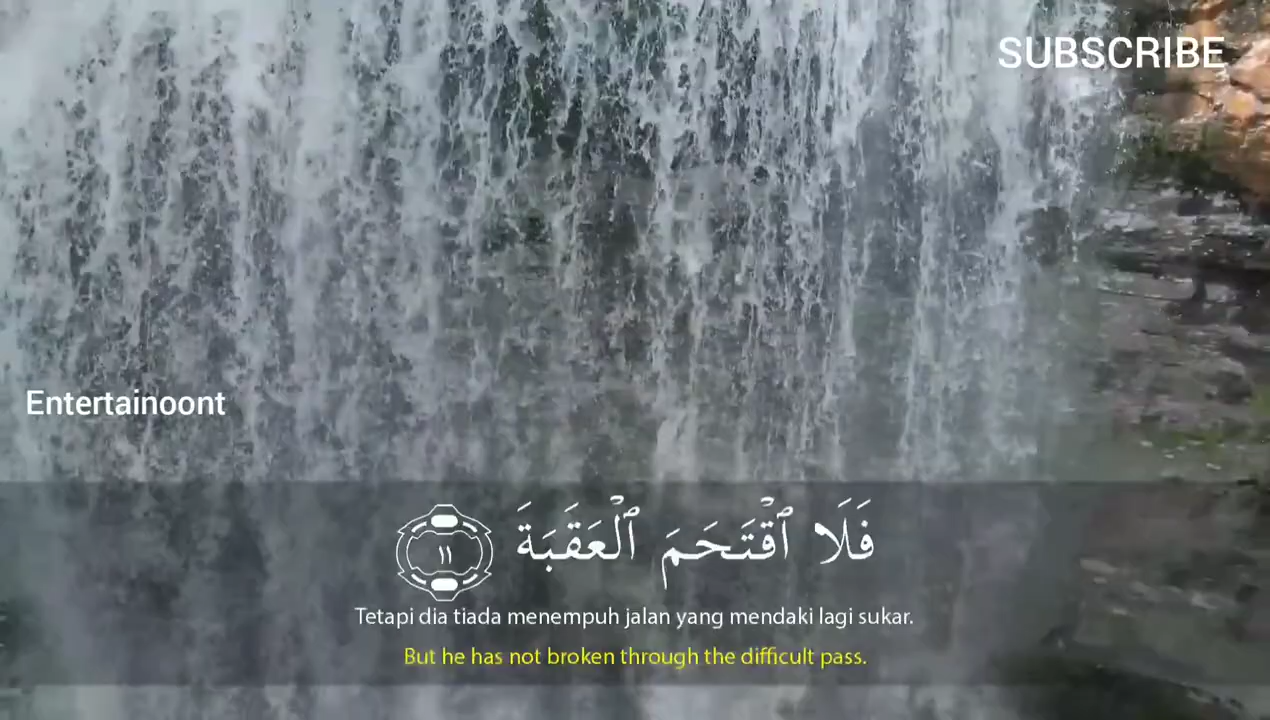 SUBSCRIBE
Entertainoont
فَلَا ٱقْتَحَمَ ٱلْعَقَبَةَ ١١
Tetapi dia tiada menempuh jalan yang mendaki lagi sukar.
But he has not broken through the difficult pass.